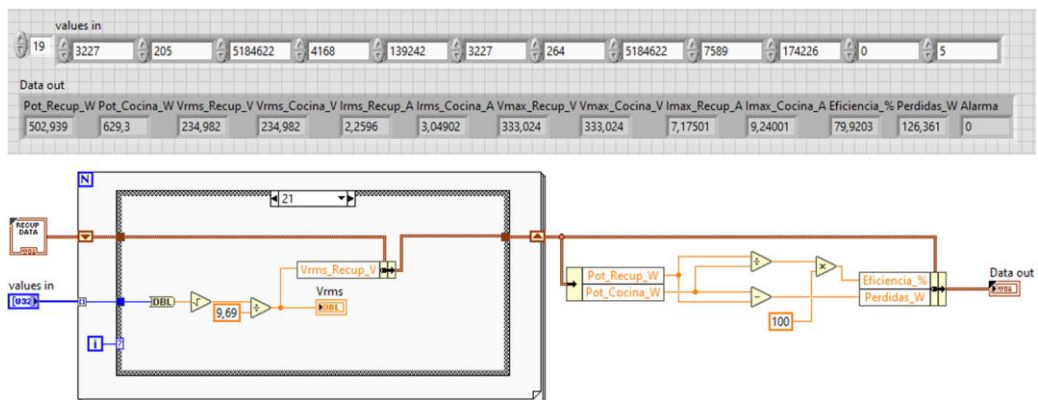 values in
19 3227 205 5184622 4168 139242 3227 264 5184622 7589 174226 0 5
Data out
Pot_Recup_W Pot_Cocina_W Vrms_Recup_V Vrms_Cocina_V Irms_Recup_A Irms_Cocina_A Vmax_Recup_V Vmax_Cocina_V Imax_Recup_A Imax_Cocina_A Eficiencia_% Perdidas_W Alarma
502,939 629,3 234,982 234,982 2,2596 3,04902 333,024 333,024 7,17501 9,24001 79,9203 126,361 0
N
21
RECUP
DATA
Vrms_Recup_V
Pot_Recup_W
Pot_Cocina_W
Eficiencia_%
Perdidas_W
Data out
values in
U32
DBL
9,69
Vrms
DBL
100
i